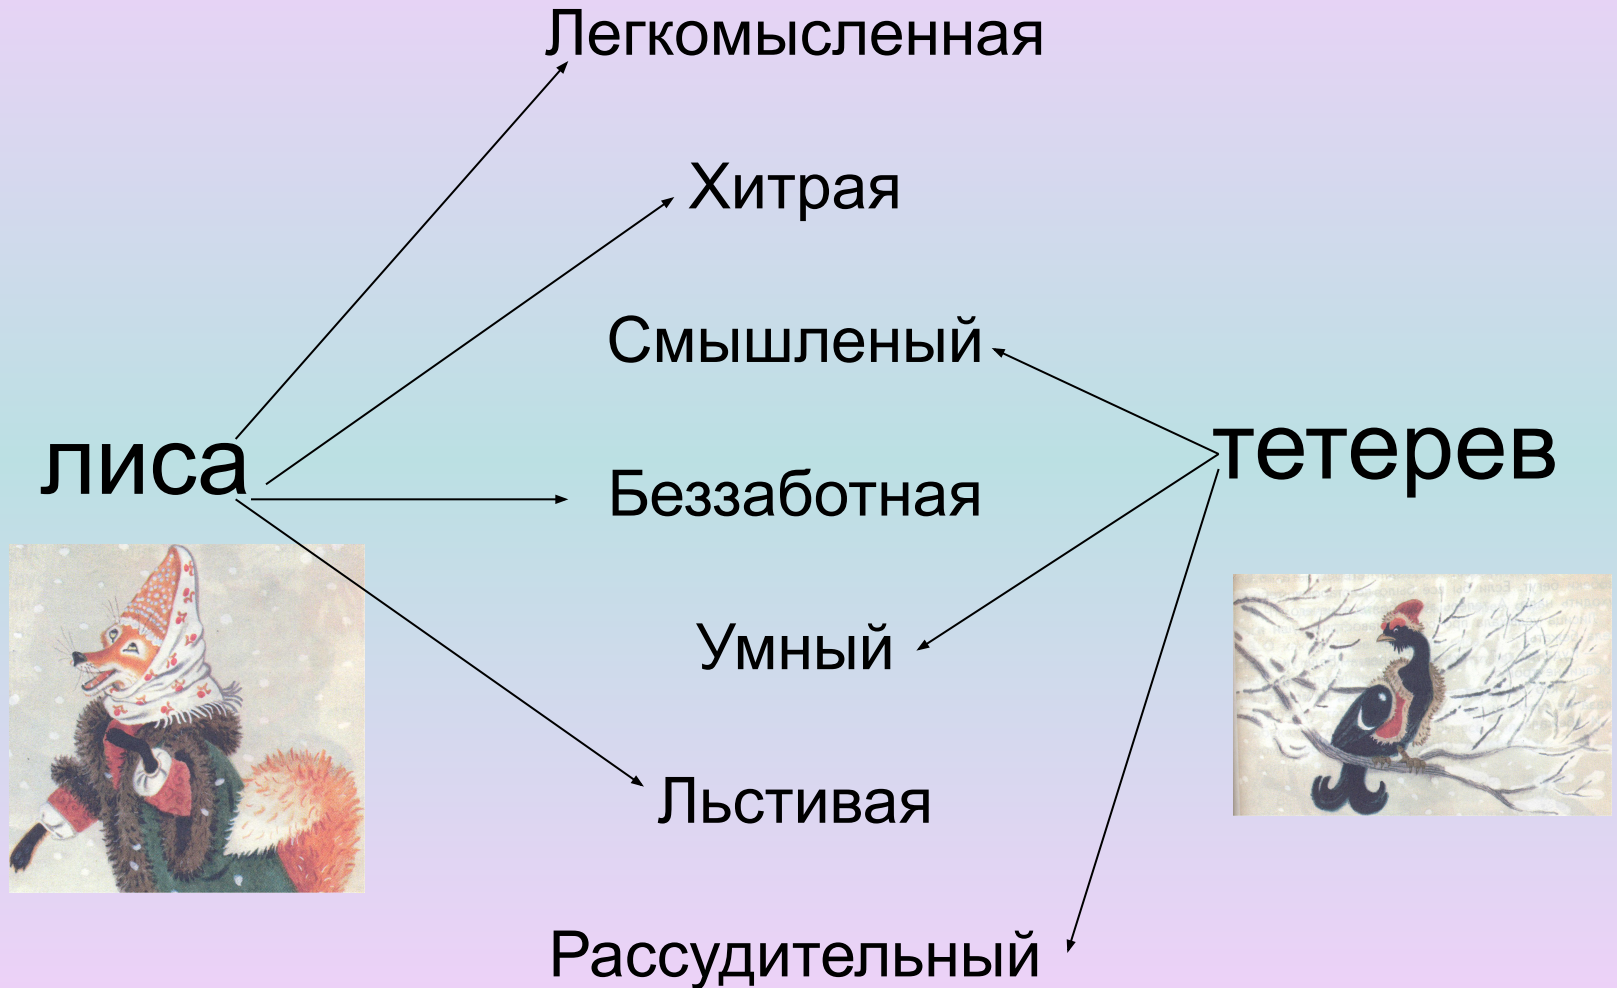 Легкомысленная
Хитрая
Смышленый
лиса
тетерев
Беззаботная
Умный
Льстивая
Рассудительный